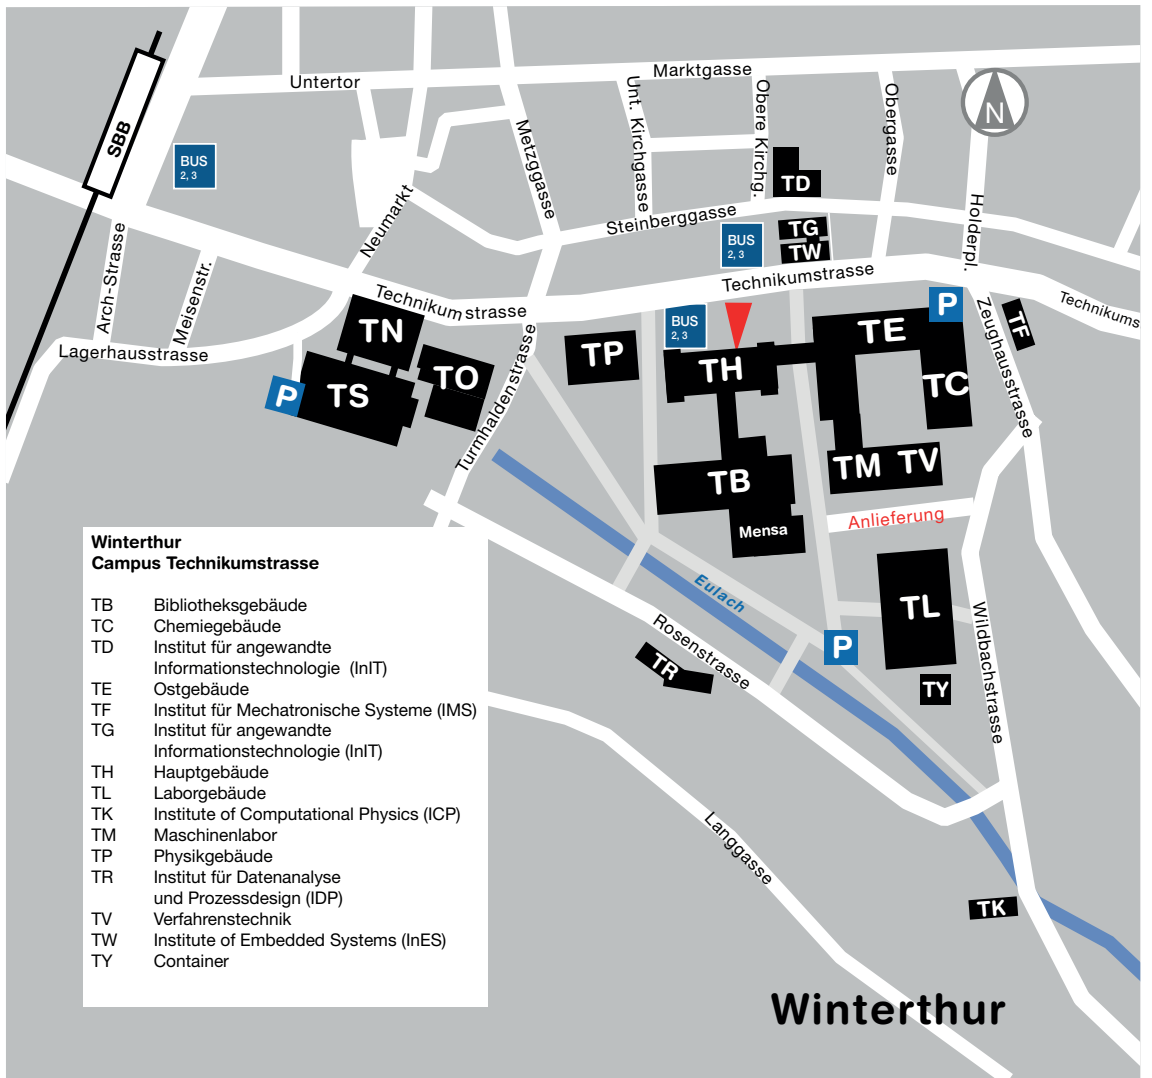 Untertor
Marktgasse
SBB
BUS
2, 3
Metzggasse
Unt. Kirchgasse
Obere Kirchg.
Obergasse
N
TD
Neumarkt
Steinberggasse
Holderpl.
TG
BUS
2, 3
TW
Arch-Strasse
Meisenstr.
Technikumstrasse
Technikumstrasse
Technikums
P
Zeughausstrasse
TF
Lagerhausstrasse
TN
BUS
2, 3
TE
TP
TH
TO
TC
P
TS
Turmhaldenstrasse
TM
TV
TB
Mensa
Anlieferung
Eulach
TL
Wildbachstrasse
Rosenstrasse
P
TR
TY
Langgasse
TK
Winterthur
Winterthur
Campus Technikumstrasse
TB Bibliotheksgebäude
TC Chemiegebäude
TD Institut für angewandte
Informationstechnologie (InIT)
TE Ostgebäude
TF Institut für Mechatronische Systeme (IMS)
TG Institut für angewandte
Informationstechnologie (InIT)
TH Hauptgebäude
TL Laborgebäude
TK Institute of Computational Physics (ICP)
TM Maschinenlabor
TP Physikgebäude
TR Institut für Datenanalyse
und Prozessdesign (IDP)
TV Verfahrenstechnik
TW Institute of Embedded Systems (InES)
TY Container